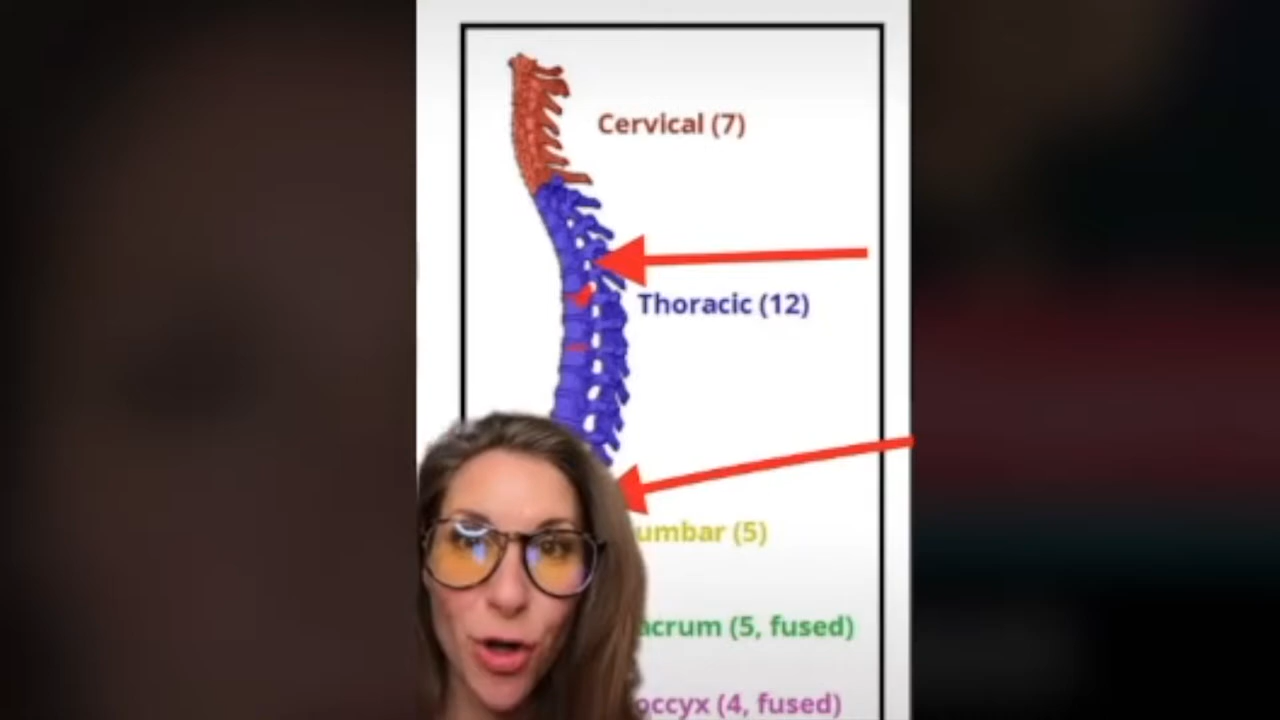 Cervical (7)
Thoracic (12)
umbar (5)
acrum (5, fused)
occyx (4, fused)